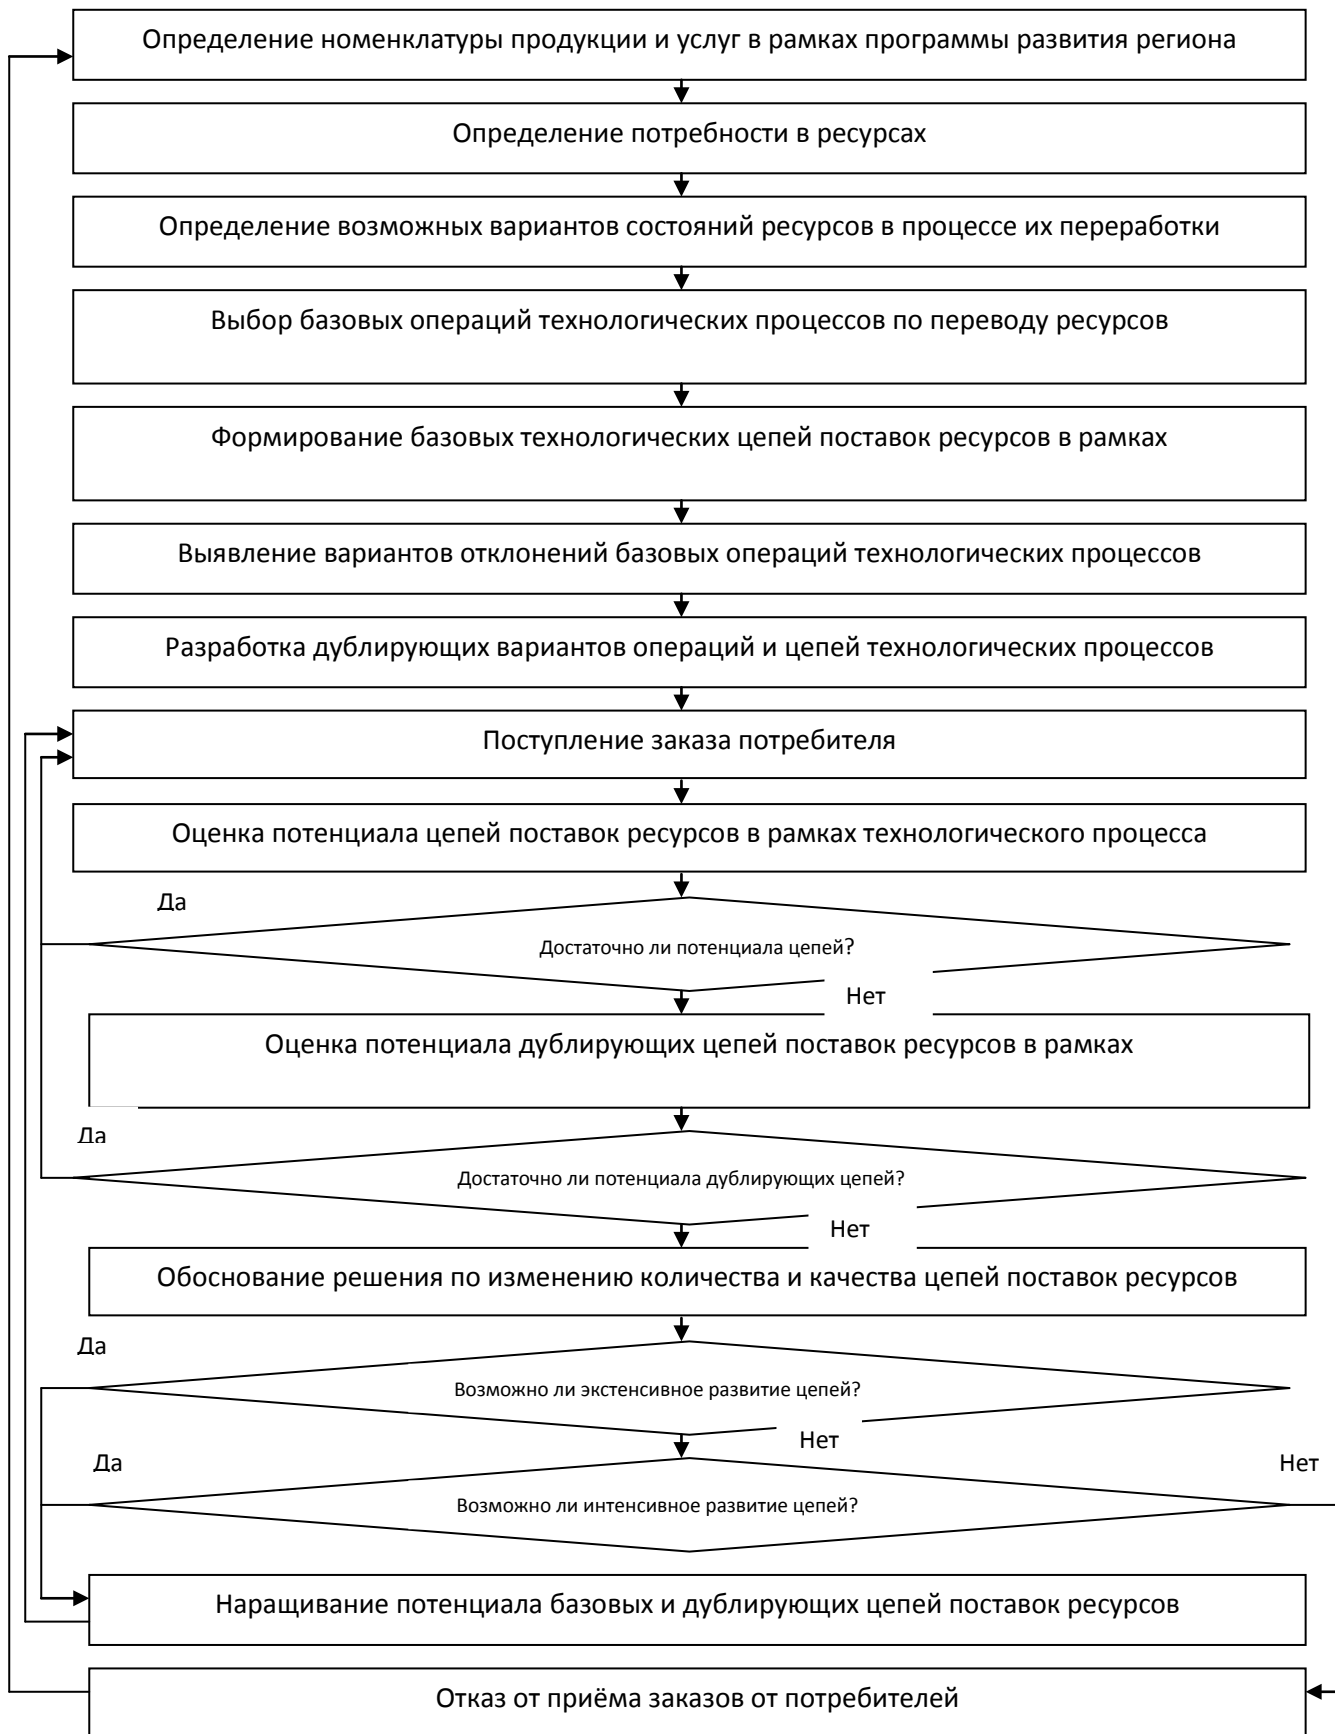 Определение номенклатуры продукции и услуг в рамках программы развития региона
Определение потребности в ресурсах
Определение возможных вариантов состояний ресурсов в процессе их переработки
Выбор базовых операций технологических процессов по переводу ресурсов
Формирование базовых технологических цепей поставок ресурсов в рамках
Выявление вариантов отклонений базовых операций технологических процессов
Разработка дублирующих вариантов операций и цепей технологических процессов
Поступление заказа потребителя
Оценка потенциала цепей поставок ресурсов в рамках технологического процесса
Да
Достаточно ли потенциала цепей?
Нет
Оценка потенциала дублирующих цепей поставок ресурсов в рамках
Да
Достаточно ли потенциала дублирующих цепей?
Нет
Обоснование решения по изменению количества и качества цепей поставок ресурсов
Да
Возможно ли экстенсивное развитие цепей?
Нет
Да
Нет
Возможно ли интенсивное развитие цепей?
Наращивание потенциала базовых и дублирующих цепей поставок ресурсов
Отказ от приёма заказов от потребителей